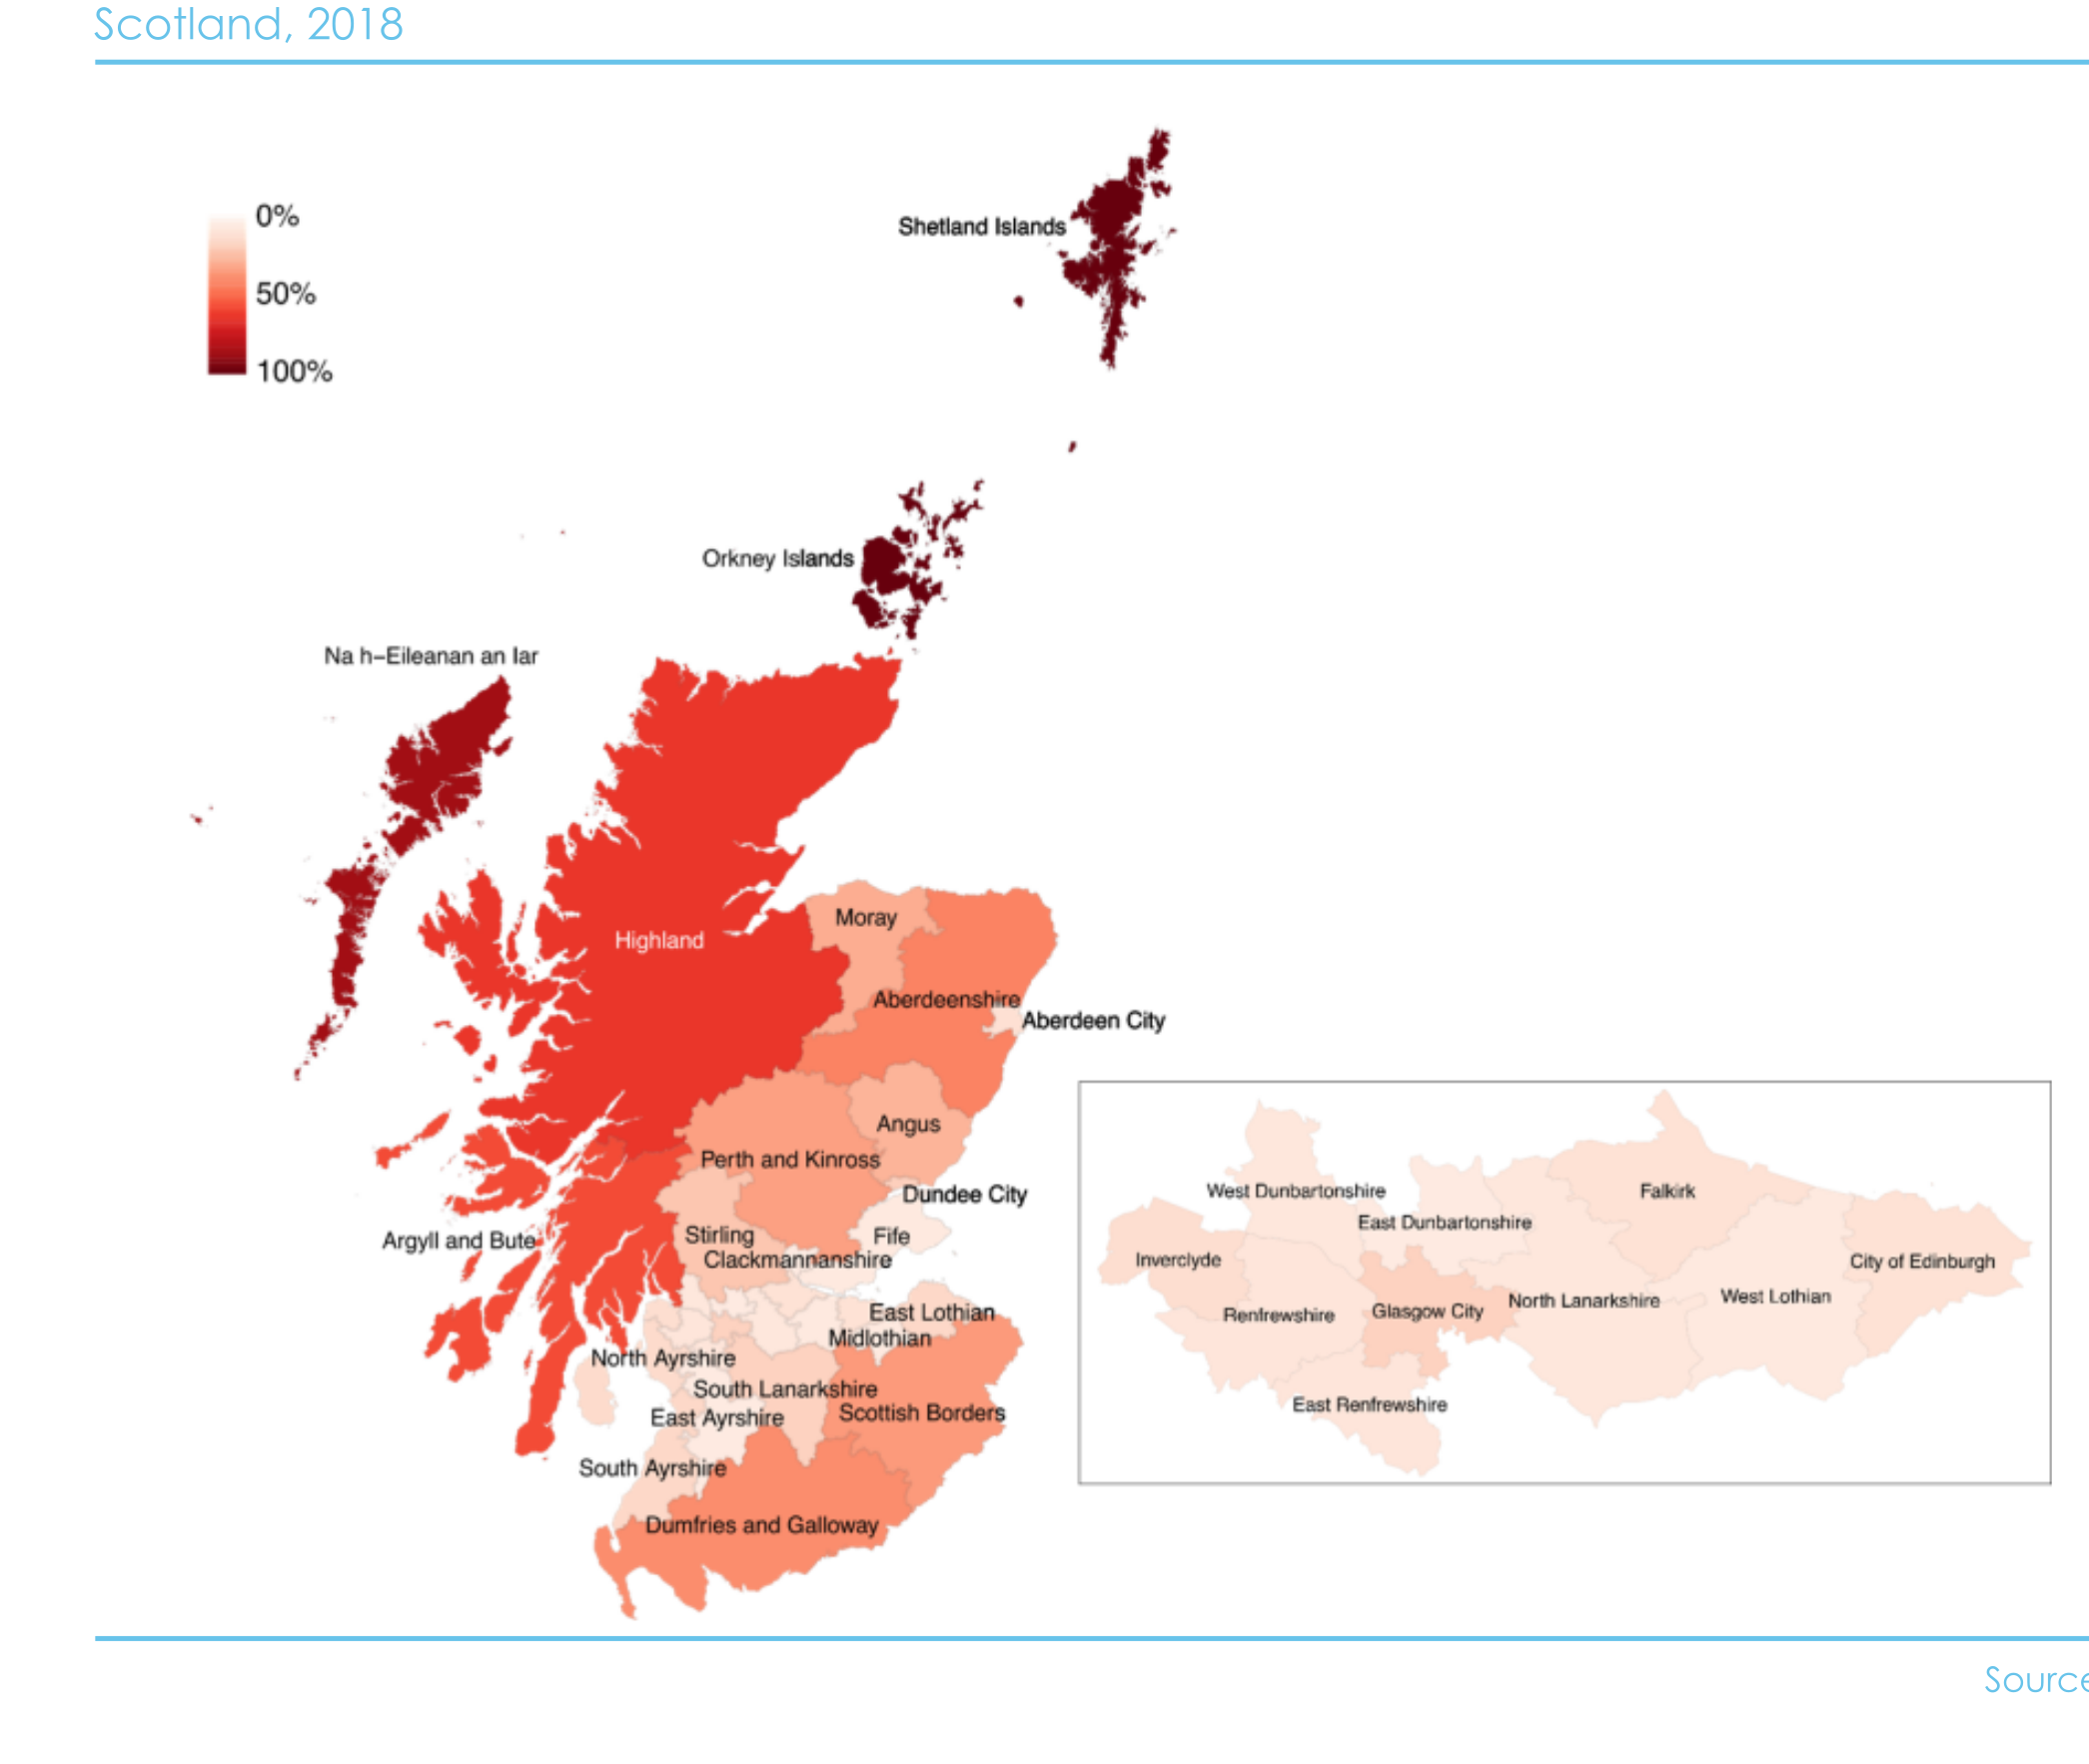 Scotland, 2018
0%
50%
100%
Shetland Islands
Orkney Islands
Na h-Eileanan an Iar
Highland
Moray
Aberdeenshire
Aberdeen City
Angus
Perth and Kinross
Dundee City
Argyll and Bute
Stirling
Fife
Clackmannanshire
East Lothian
Midlothian
North Ayrshire
South Lanarkshire
East Ayrshire
Scottish Borders
South Ayrshire
Dumfries and Galloway
West Dunbartonshire
Falkirk
East Dunbartonshire
Inverclyde
City of Edinburgh
Renfrewshire
Glasgow City
North Lanarkshire
West Lothian
East Renfrewshire
Source